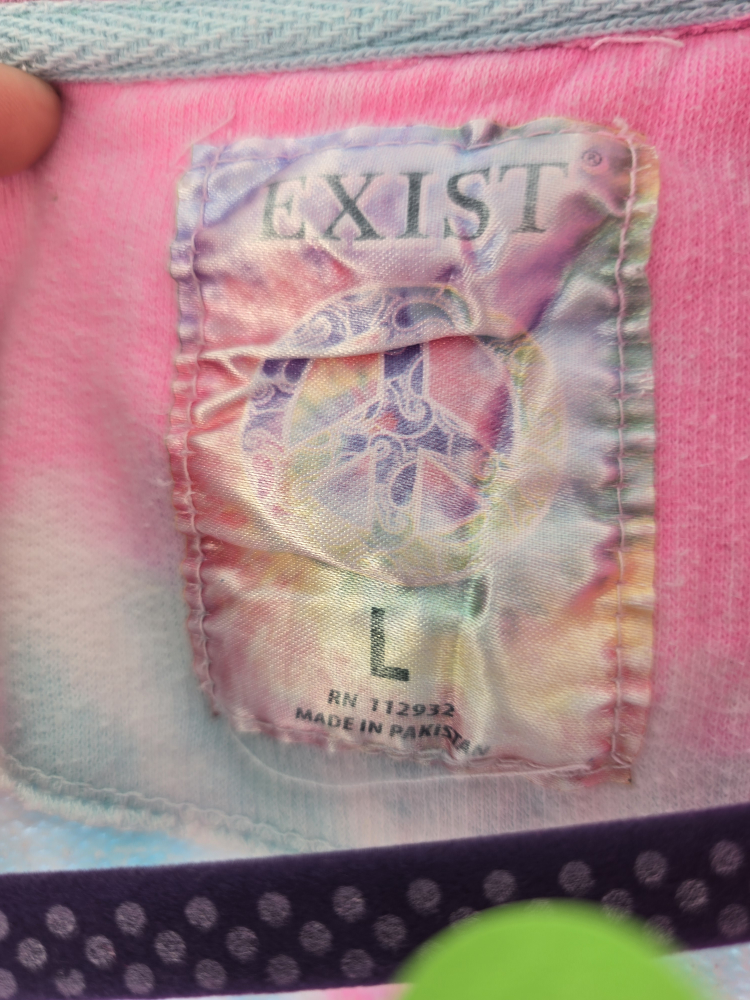 EXIST®
L
RN 112932
MADE IN PAKISTAN